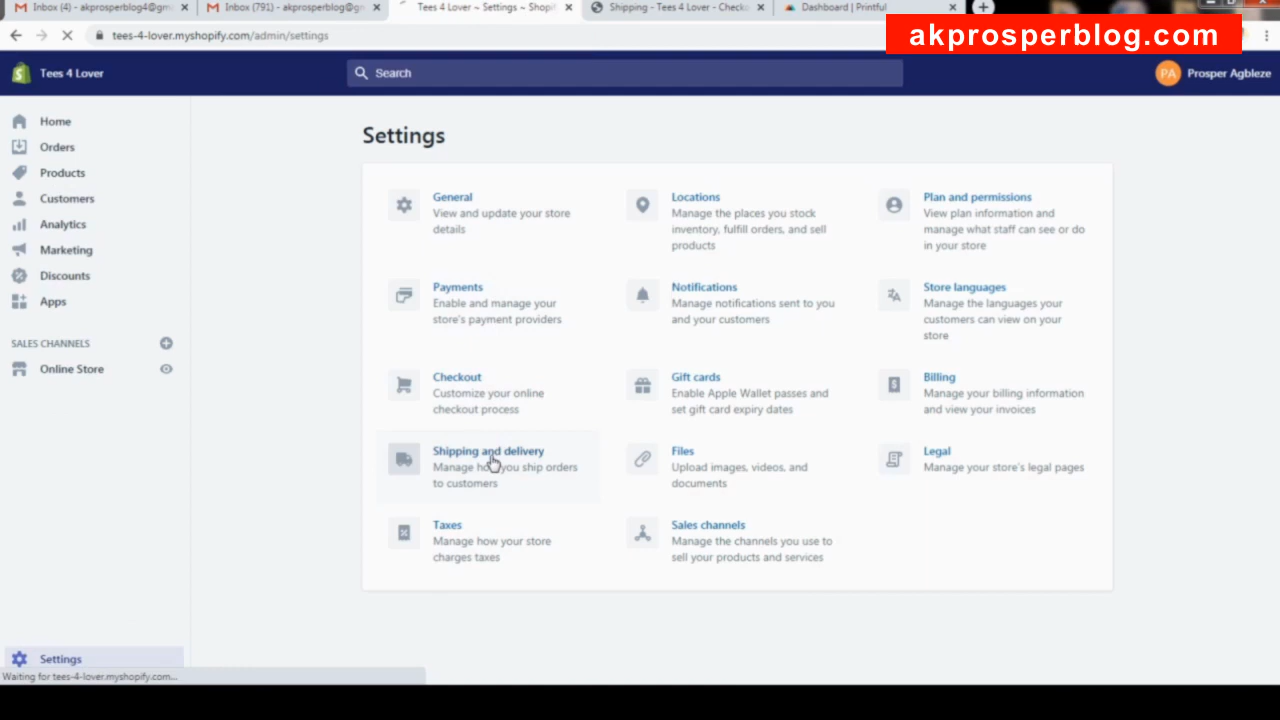 Inbox (4) - akprosperblog4@gm
Inbox (791) - akprosperblog@gm
Tees 4 Lover ~ Settings ~ Shopif
Shipping - Tees 4 Lover - Checko
Dashboard | Printful
tees-4-lover.myshopify.com/admin/settings
akprosperblog.com
Tees 4 Lover
Search
PA
Prosper Agbleze
Home
Orders
Products
Customers
Analytics
Marketing
Discounts
Apps
SALES CHANNELS
Online Store
Settings
Settings
General
View and update your store
details
Locations
Manage the places you stock
inventory, fulfill orders, and sell
products
Plan and permissions
View plan information and
manage what staff can see or do
in your store
Payments
Enable and manage your
store's payment providers
Notifications
Manage notifications sent to you
and your customers
Store languages
Manage the languages your
customers can view on your
store
Checkout
Customize your online
checkout process
Gift cards
Enable Apple Wallet passes and
set gift card expiry dates
Billing
Manage your billing information
and view your invoices
Shipping and delivery
Manage how you ship orders
to customers
Files
Upload images, videos, and
documents
Legal
Manage your store's legal pages
Taxes
Manage how your store
charges taxes
Sales channels
Manage the channels you use to
sell your products and services
Waiting for tees-4-lover.myshopify.com...